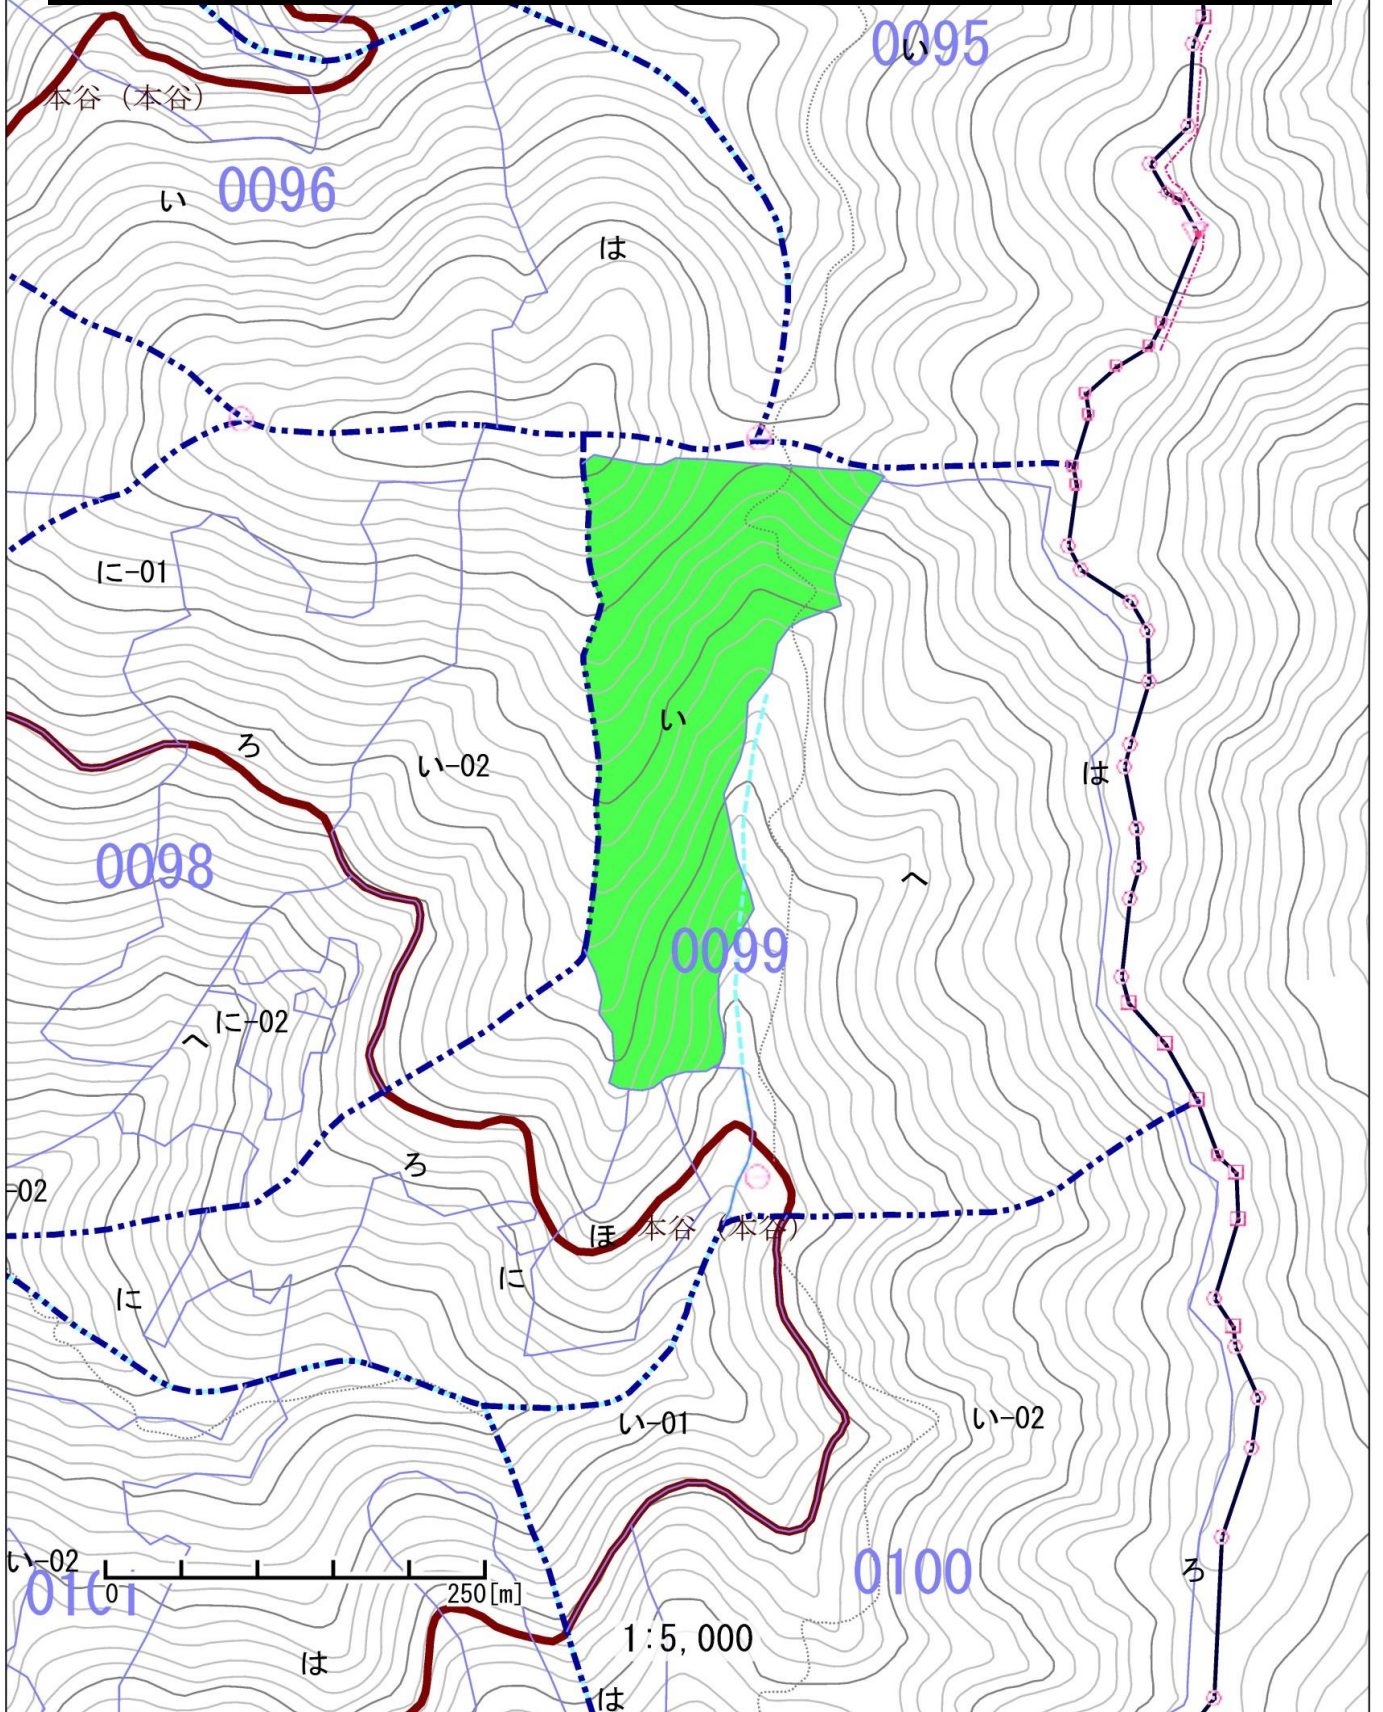 0095
い
本谷（本谷）
0096
い
は
に-01
い
ろ
い-02
は
0098
へ
0099
に-02
へ
ろ
-02
ほ
本谷（本谷）
に
に
い-01
い-02
い-02
0101
0
250[m]
0100
ろ
1:5,000
は
は